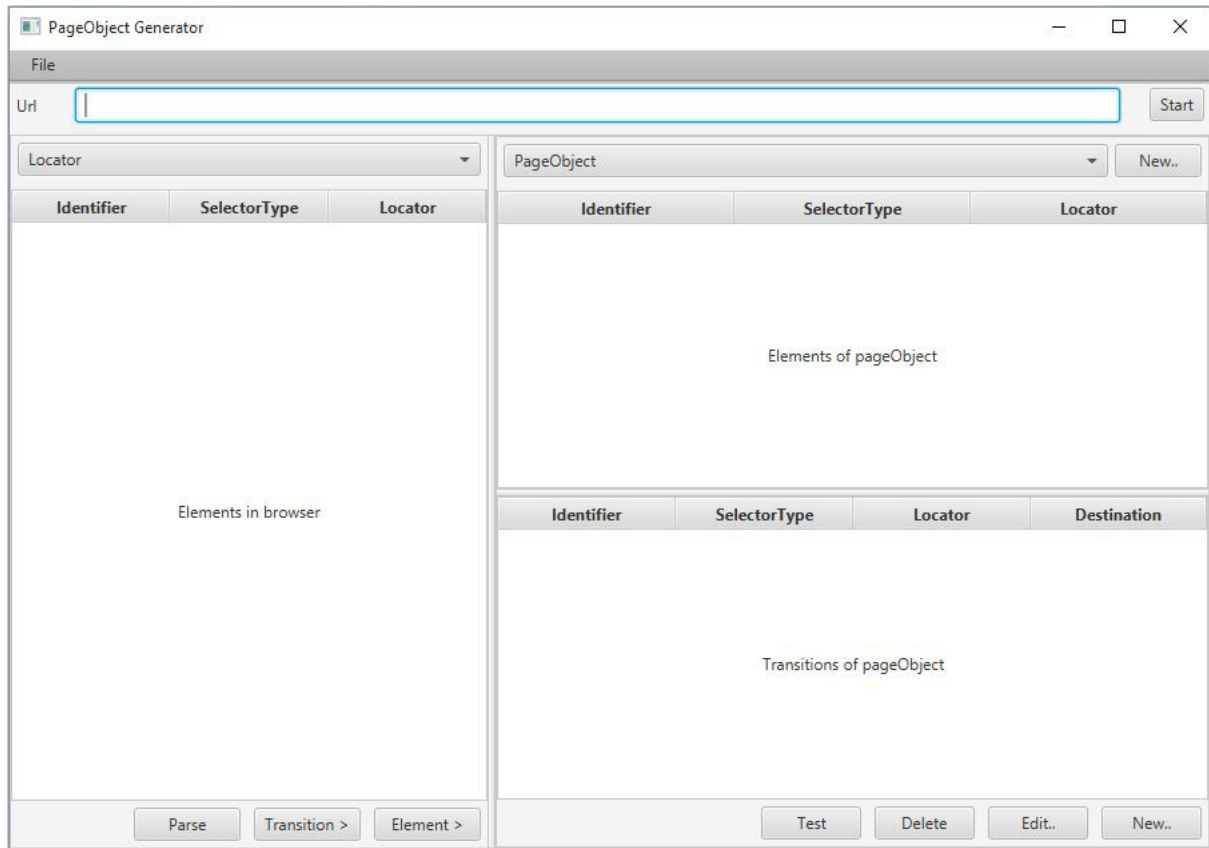 PageObject Generator
File
Url
Start
Locator
PageObject
New..
Identifier SelectorType Locator
Identifier SelectorType Locator
Elements of pageObject
Elements in browser
Identifier SelectorType Locator Destination
Transitions of pageObject
Parse Transition > Element >
Test Delete Edit.. New..